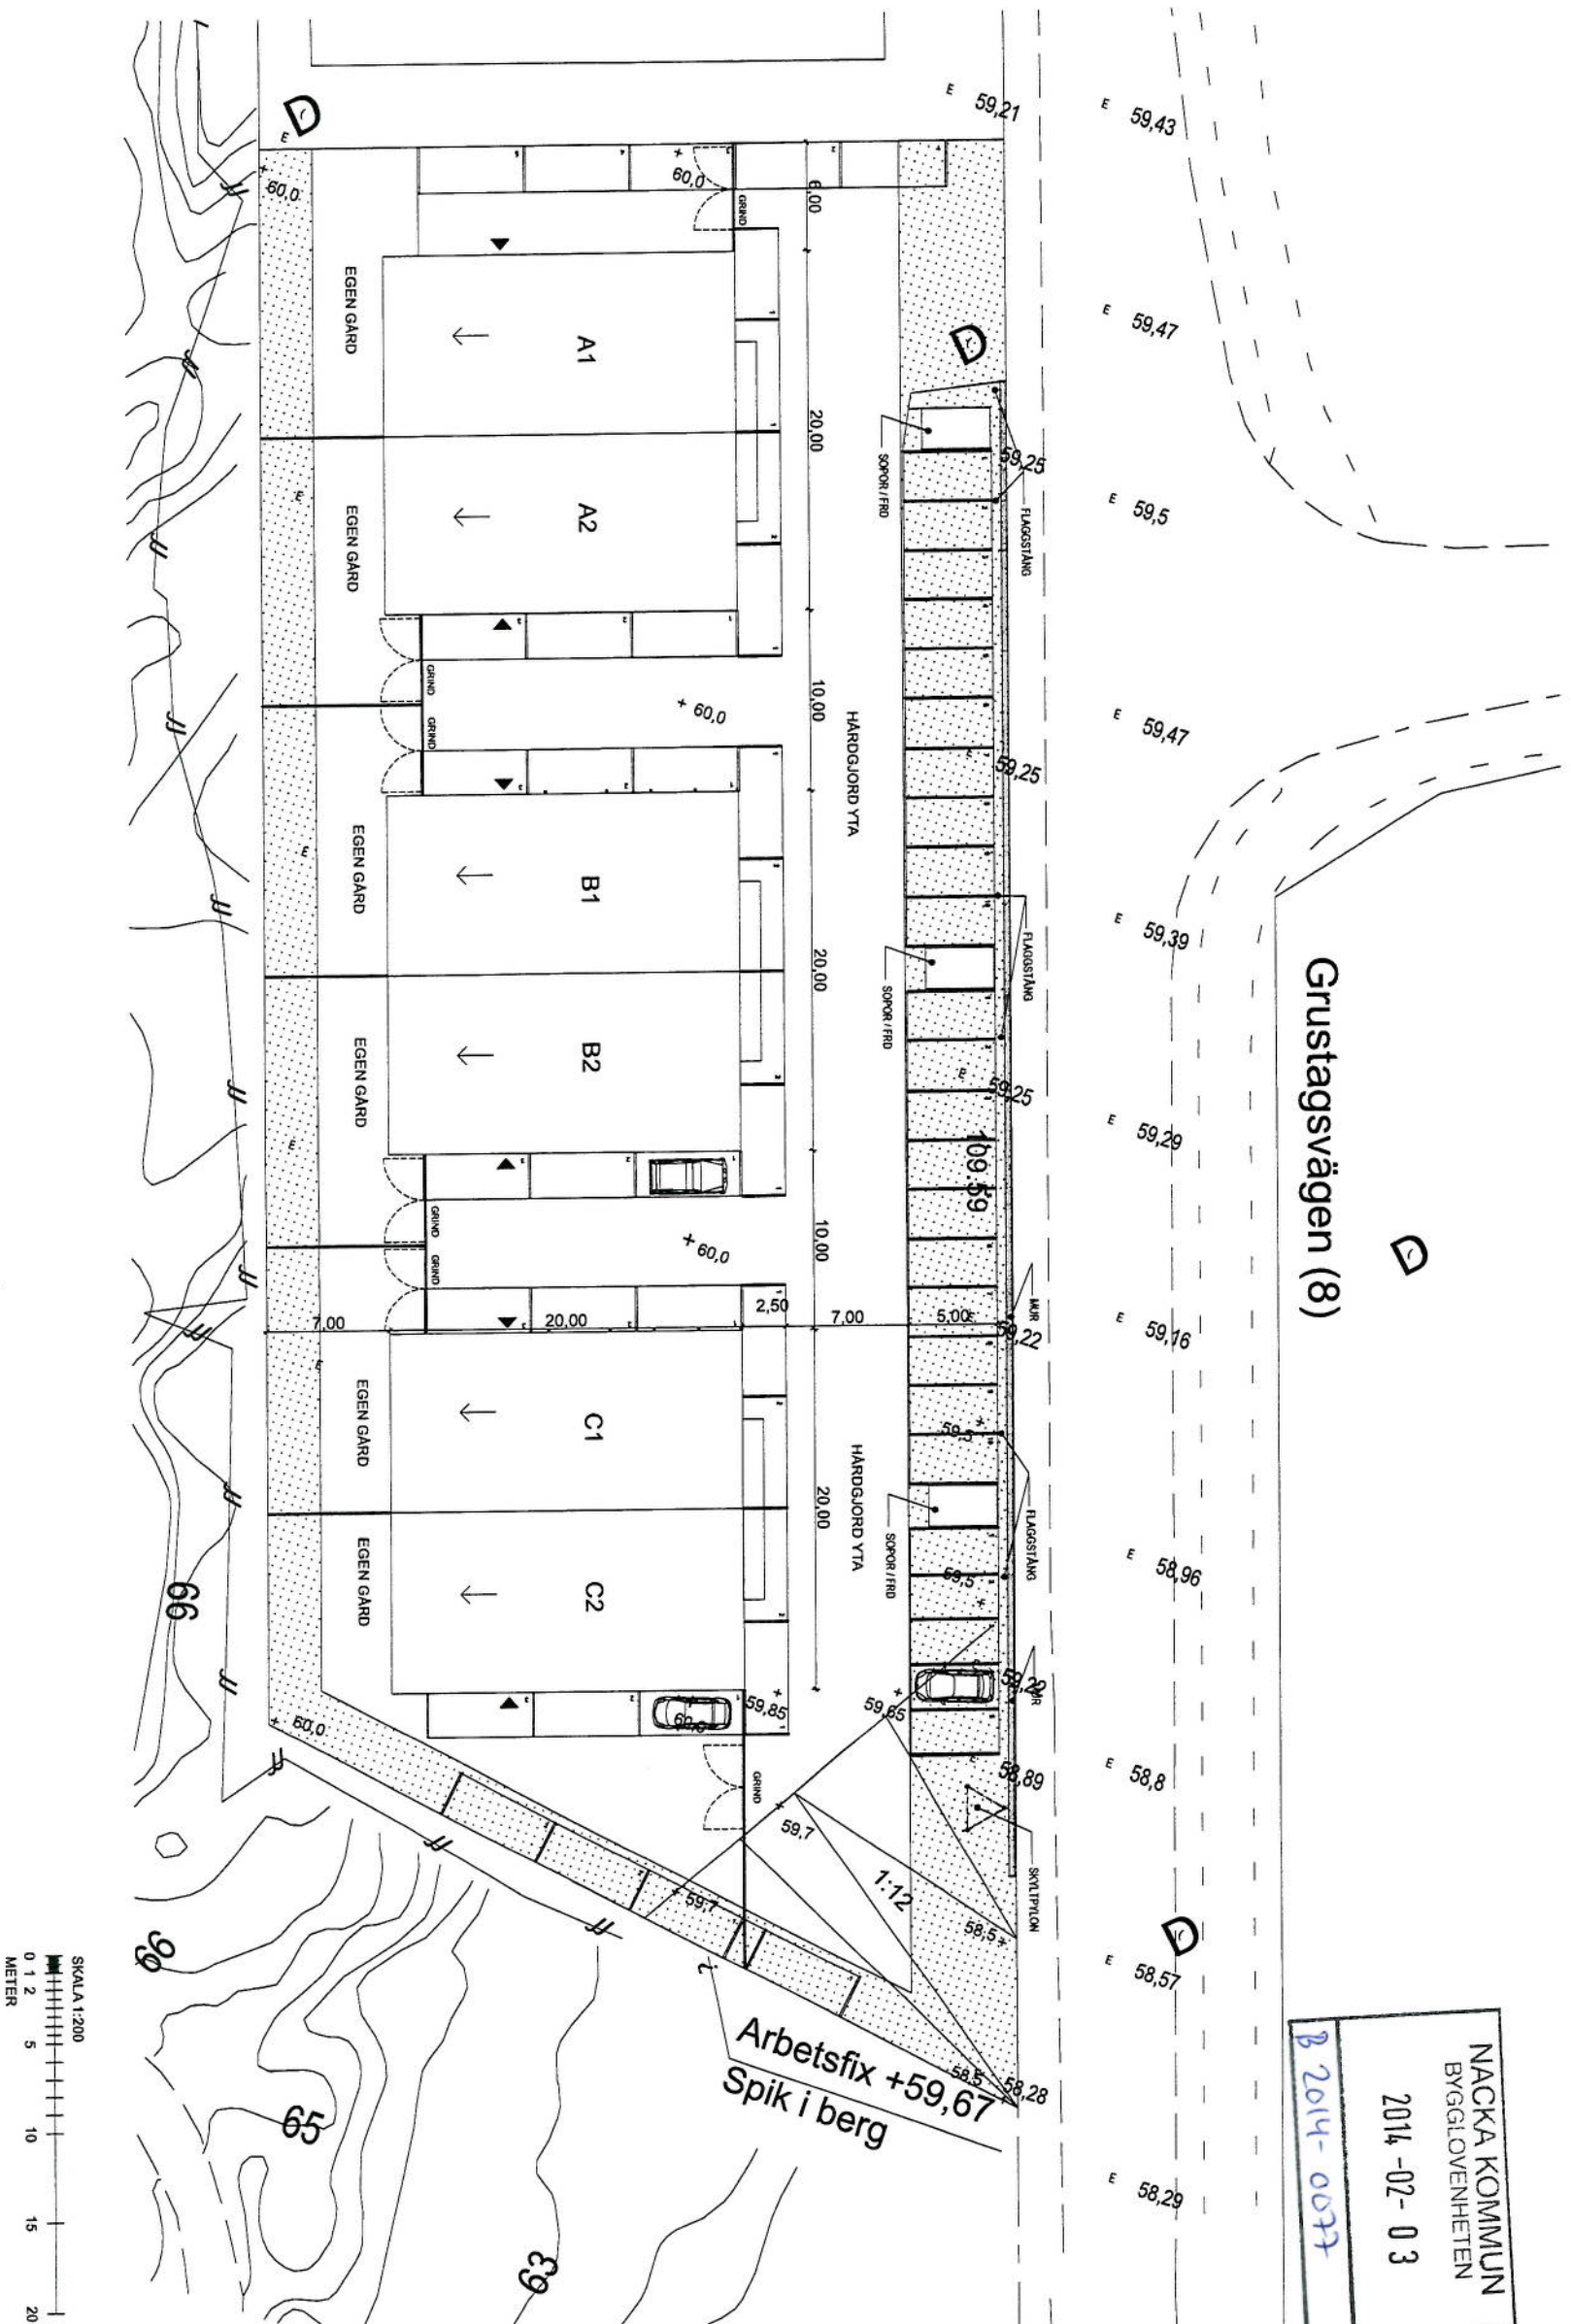 NACKA KOMMUN
BYGGLOVENHETEN
2014 -02- 03
B 2014-0077
Grustagsvägen (8)
59,43
59,47
59,5
59,47
59,39
59,29
59,16
58,96
58,8
58,57
58,29
59,21
59,25
59,25
59,25
59,22
58,89
58,28
FLAGGSTÅNG
FLAGGSTÅNG
MUR
FLAGGSTÅNG
SKYLTPYLON
109.59
5,00
59,5
59,5
58,5
58,5
SOPOR / FRD
SOPOR / FRD
SOPOR / FRD
HÅRDGJORD YTA
HÅRDGJORD YTA
59,85
59,7
1:12
6,00
20,00
10,00
20,00
10,00
20,00
7,00
2,50
20,00
7,00
60,0
GRIND
A1
A2
+ 60,0
B1
B2
+ 60,0
C1
C2
59,85
60,0
GRIND
59,7
GRIND
GRIND
GRIND
GRIND
60,0
EGEN GÅRD
EGEN GÅRD
EGEN GÅRD
EGEN GÅRD
EGEN GÅRD
EGEN GÅRD
60,0
Arbetsfix +59,67
Spik i berg
66
66
65
63
SKALA 1:200
0 1 2 5 10 15 20
METER